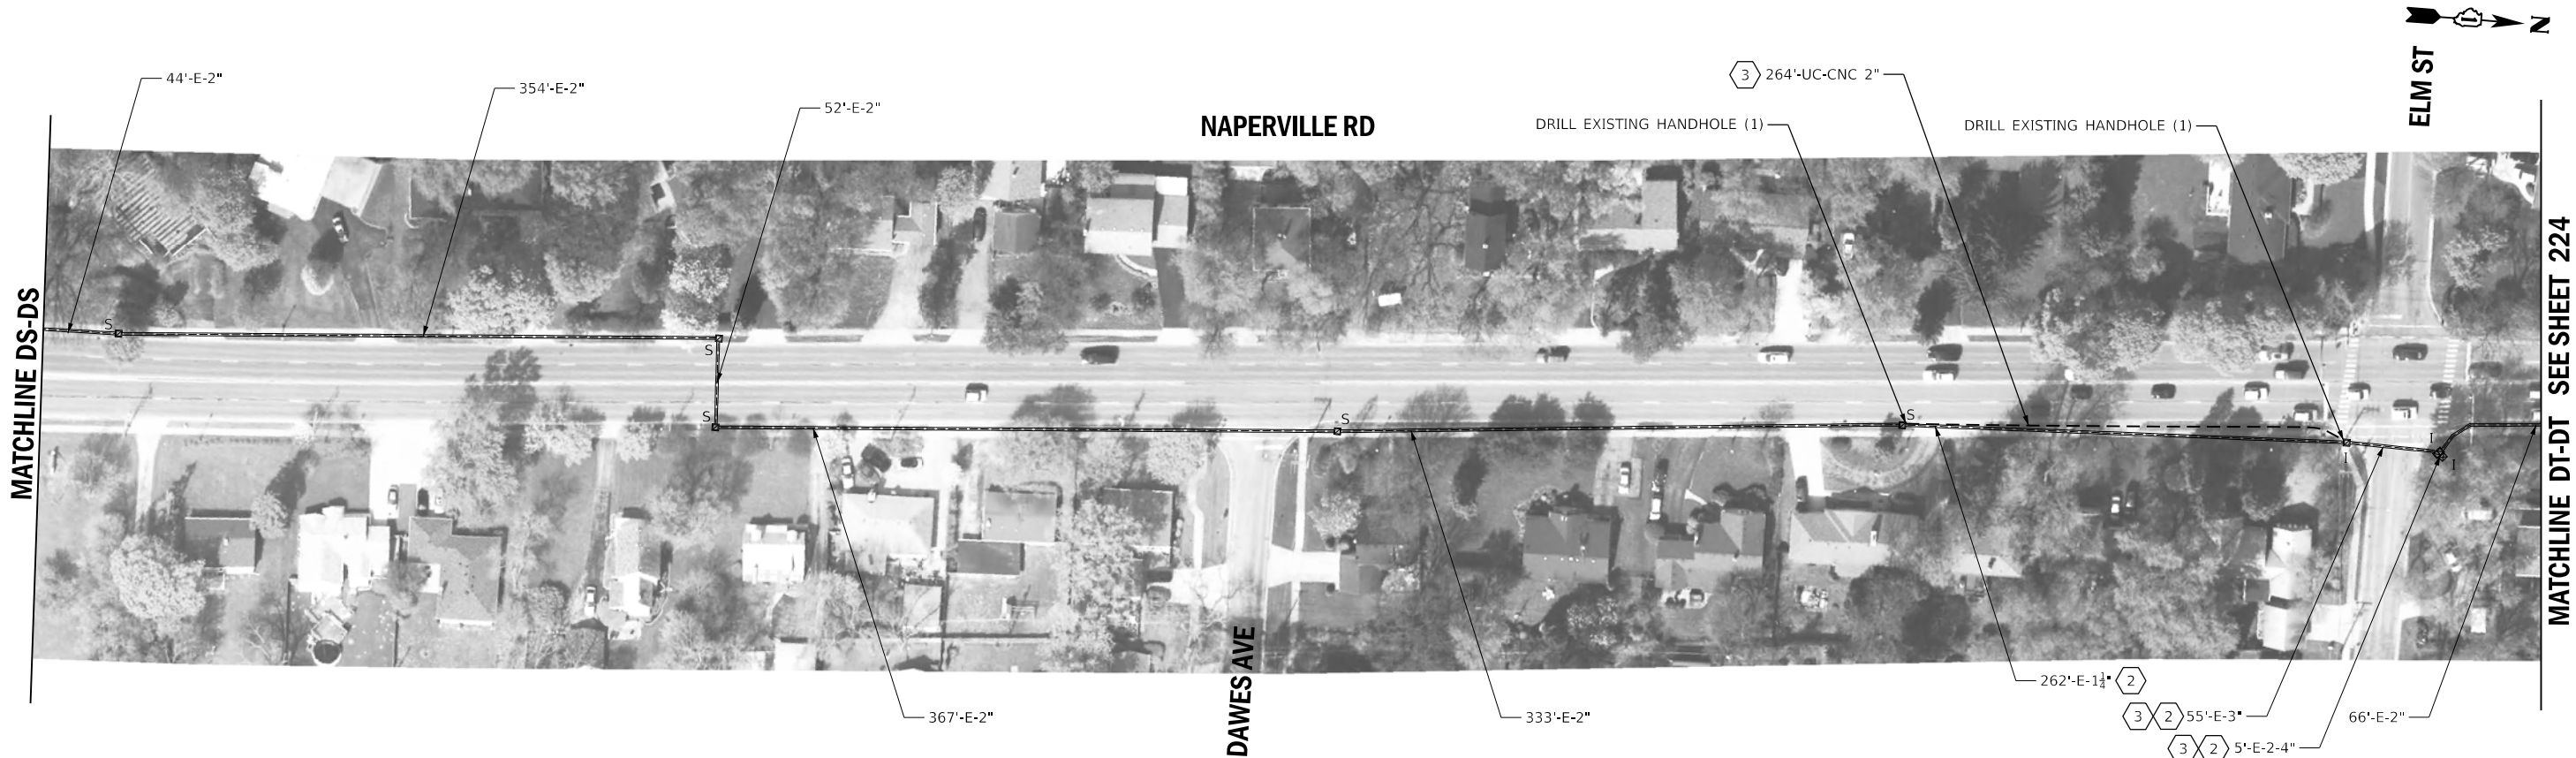 N
1
ELM ST
44'-E-2"
354'-E-2"
52'-E-2"
NAPERVILLE RD
3 264'-UC-CNC 2"
DRILL EXISTING HANDHOLE (1)
DRILL EXISTING HANDHOLE (1)
MATCHLINE DS-DS
S
S
S
S
S
I
I
I
MATCHLINE DT-DT SEE SHEET 224
DAWES AVE
367'-E-2"
333'-E-2"
262'-E-1¼" 2
3 2 55'-E-3"
66'-E-2"
3 2 5'-E-2-4"